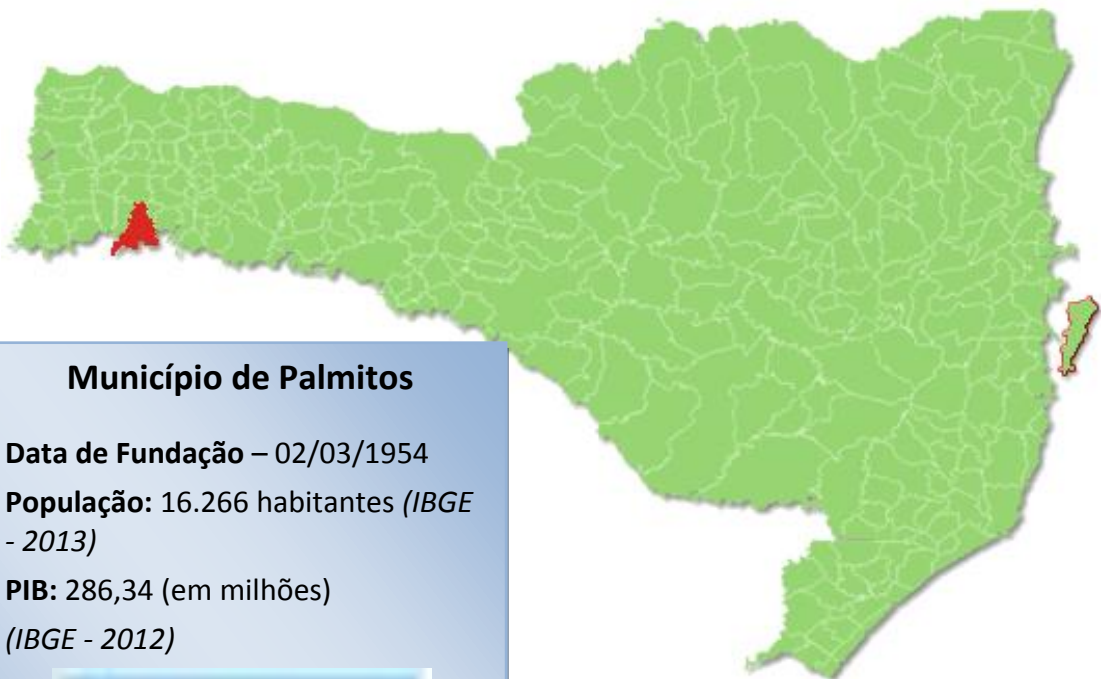 Município de Palmitos
Data de Fundação – 02/03/1954
População: 16.266 habitantes (IBGE
- 2013)
PIB: 286,34 (em milhões)
(IBGE - 2012)